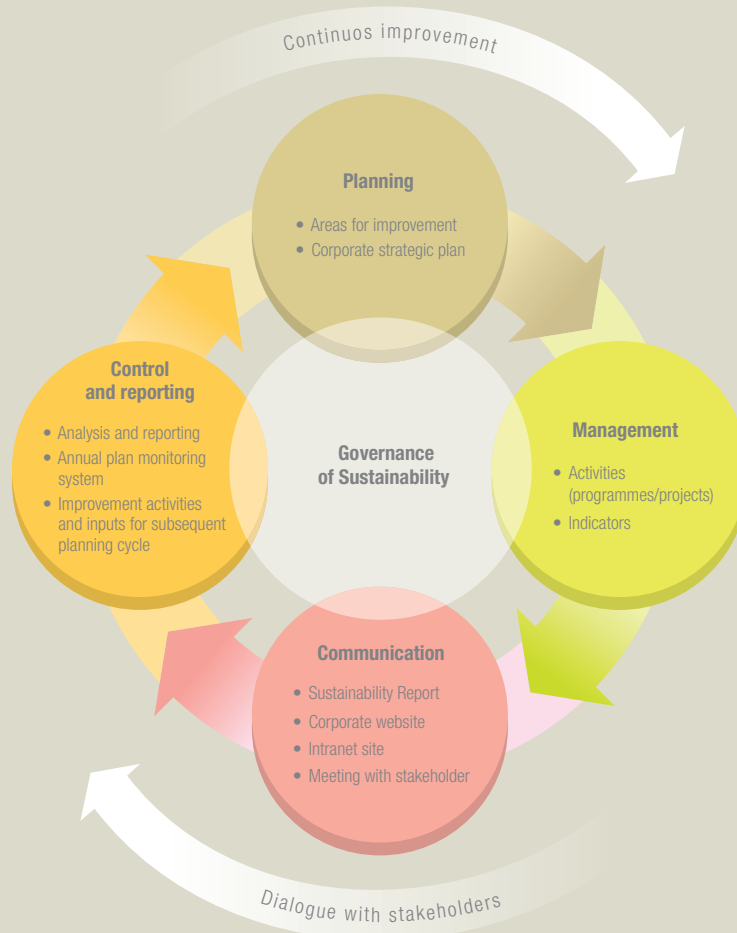 Continuos improvement
Planning
• Areas for improvement
• Corporate strategic plan
Control
and reporting
• Analysis and reporting
• Annual plan monitoring
system
• Improvement activities
and inputs for subsequent
planning cycle
Governance
of Sustainability
Management
• Activities
(programmes/projects)
• Indicators
Communication
• Sustainability Report
• Corporate website
• Intranet site
• Meeting with stakeholder
Dialogue with stakeholders